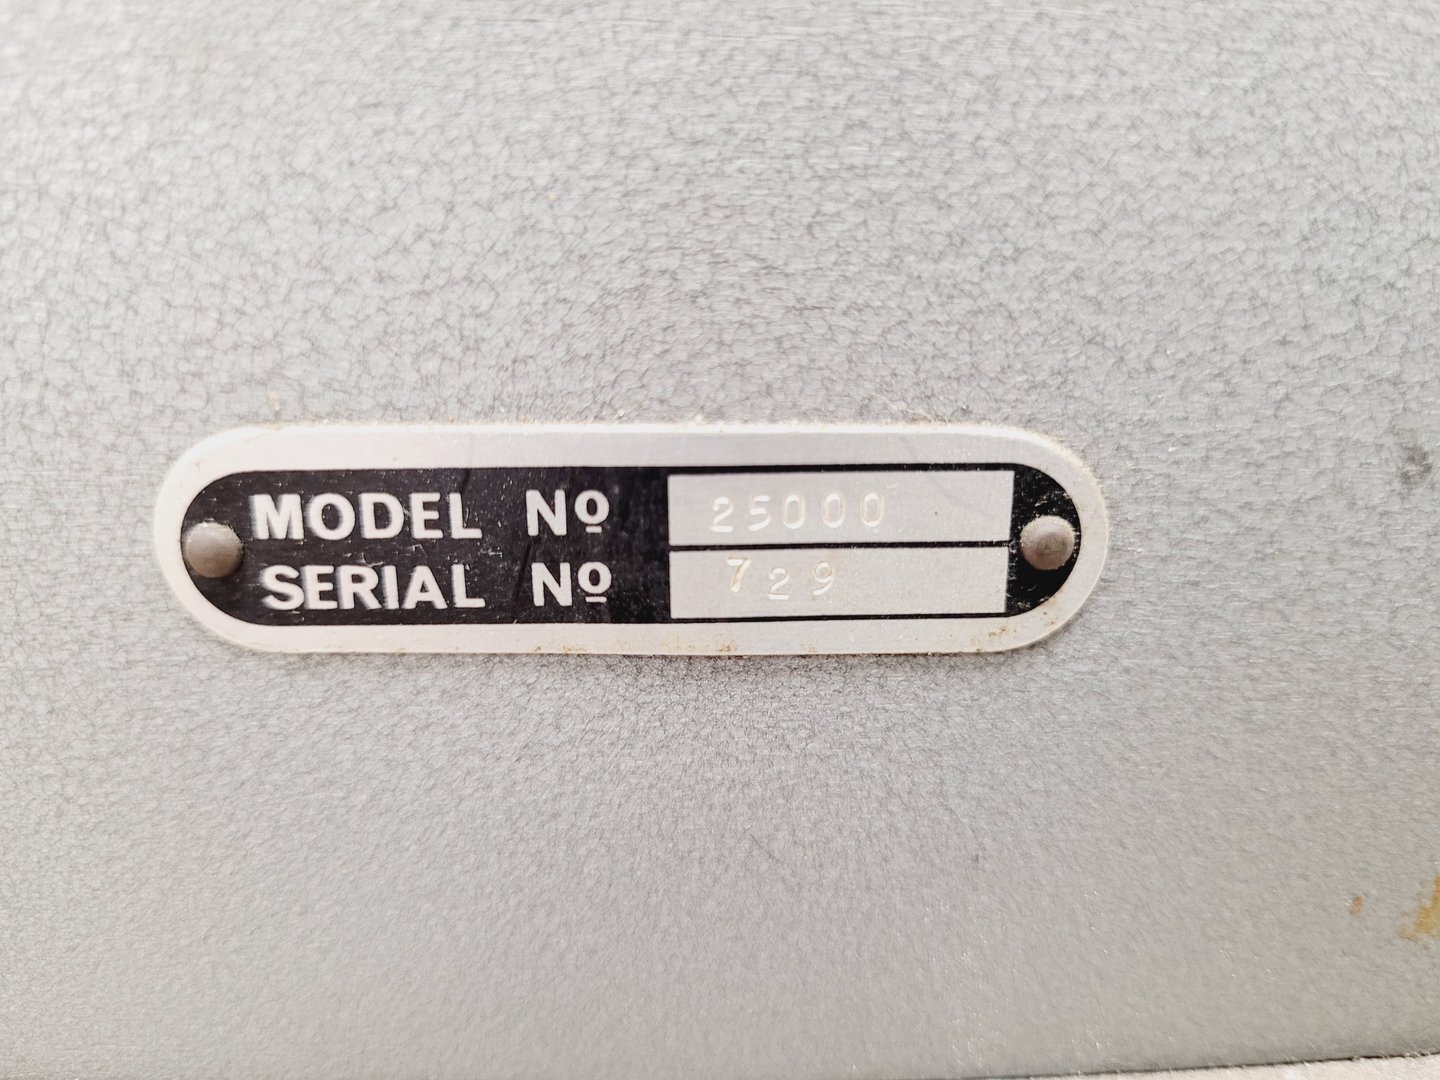 MODEL Nº 25000
SERIAL Nº 729